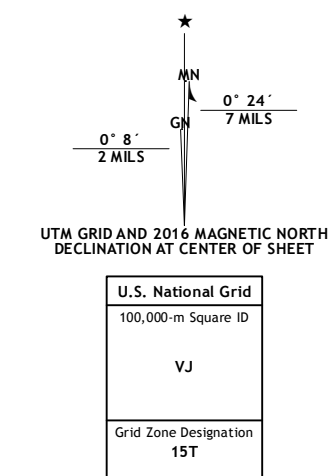 ★
MN
0° 24´
7 MILS
GN
0° 8´
2 MILS
UTM GRID AND 2016 MAGNETIC NORTH
DECLINATION AT CENTER OF SHEET
U.S. National Grid
100,000-m Square ID
VJ
Grid Zone Designation
15T